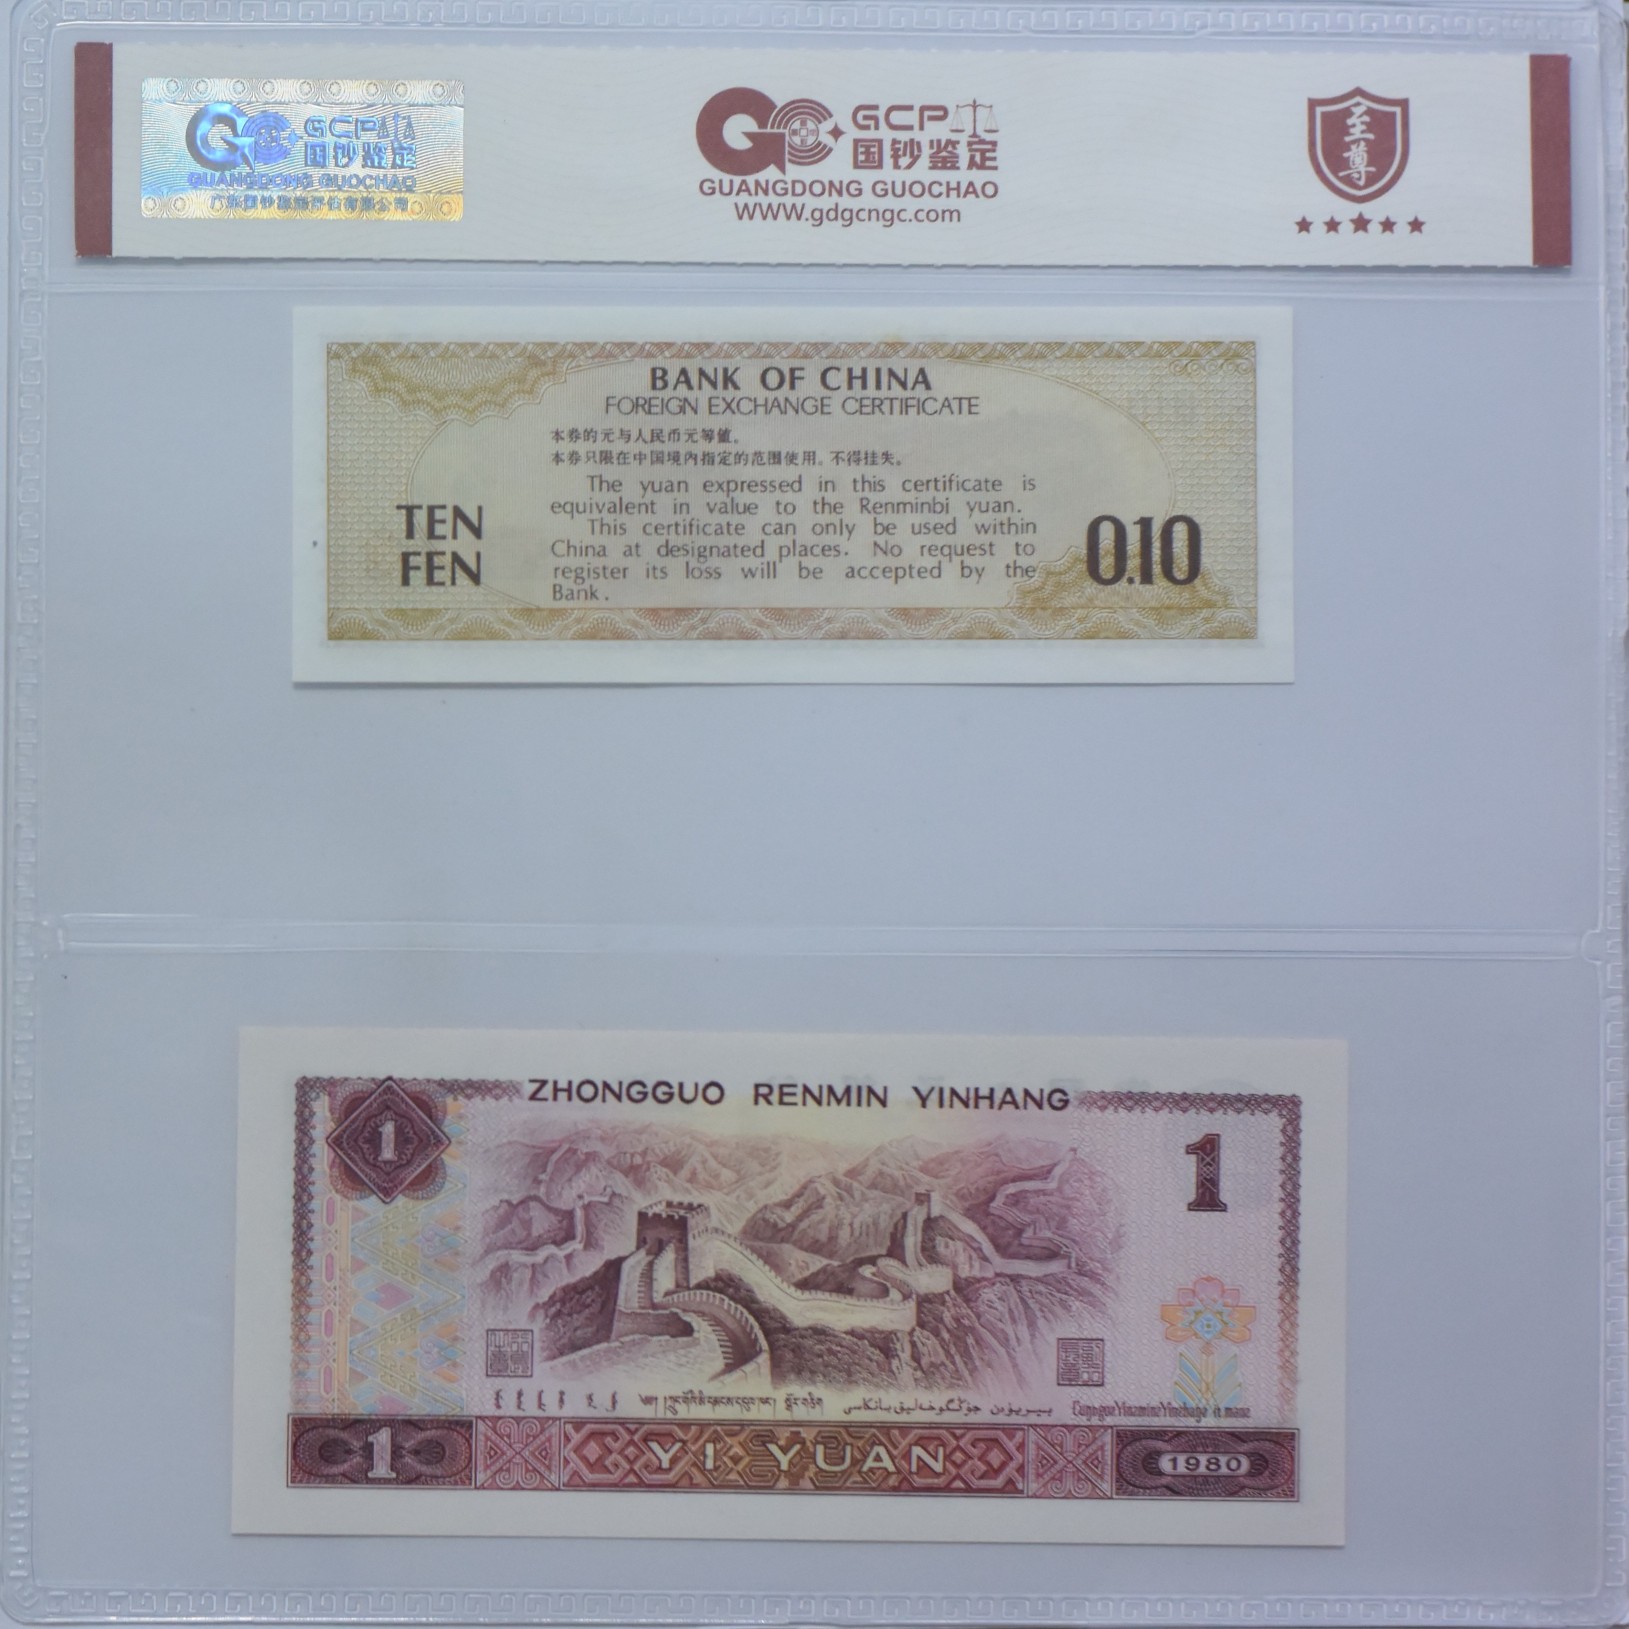 GCP
国钞鉴定
GUANGDONG GUOCHAO
GCP
国钞鉴定
GUANGDONG GUOCHAO
WWW.gdgcngc.com
至尊
BANK OF CHINA
FOREIGN EXCHANGE CERTIFICATE
本券的元与人民币元等值。
本券只限在中国境内指定的范围使用。不得挂失。
The yuan expressed in this certificate is
equivalent in value to the Renminbi yuan.
This certificate can only be used within
China at designated places. No request to
register its loss will be accepted by the
Bank.
TEN
FEN
0.10
ZHONGGUO RENMIN YINHANG
1
1
1
YI YUAN
1980